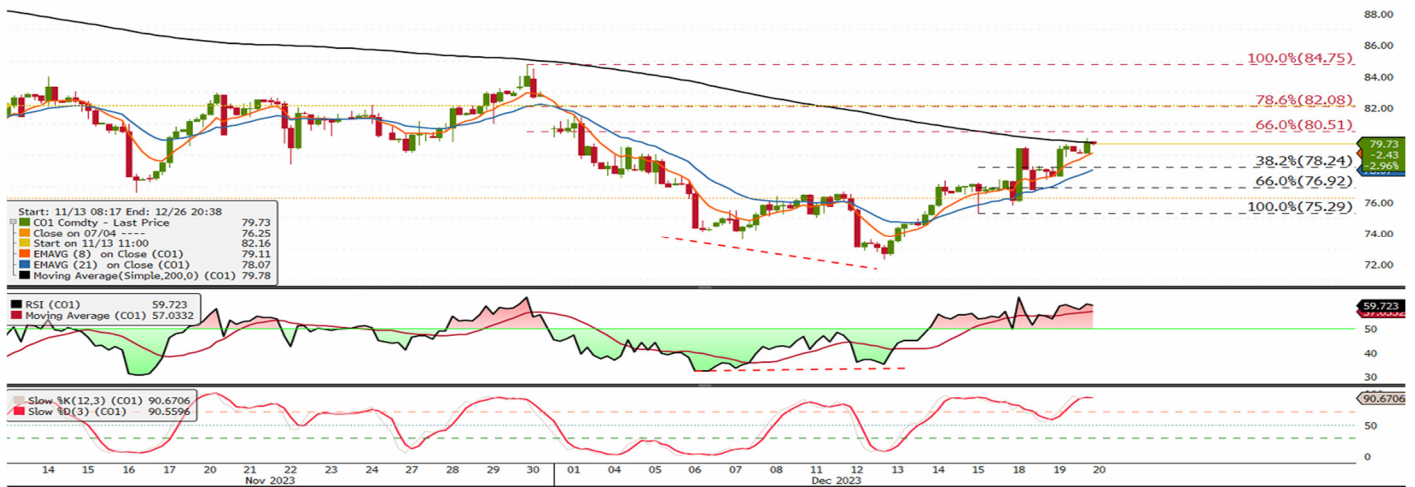 88.00
86.00
100.0%(84.75)
84.00
78.6%(82.08)
82.00
66.0%(80.51)
79.73
-2.43
-2.96%
38.2%(78.24)
66.0%(76.92)
76.00
100.0%(75.29)
74.00
72.00
Start: 11/13 08:17 End: 12/26 20:38
CO1 Comdty - Last Price 79.73
Close on 07/04 ---- 76.25
Start on 11/13 11:00 82.16
EMAVG (8) on Close (CO1) 79.11
EMAVG (21) on Close (CO1) 78.07
Moving Average(Simple,200,0) (CO1) 79.78
RSI (CO1) 59.723
Moving Average (CO1) 57.0332
59.723
50
40
30
Slow %K(12,3) (CO1) 90.6706
Slow %D(3) (CO1) 90.5596
90.6706
50
0
14 15 16 17 20 21 22 23 24 27 28 29 30 01 04 05 06 07 08 11 12 13 14 15 18 19 20
Nov 2023 Dec 2023